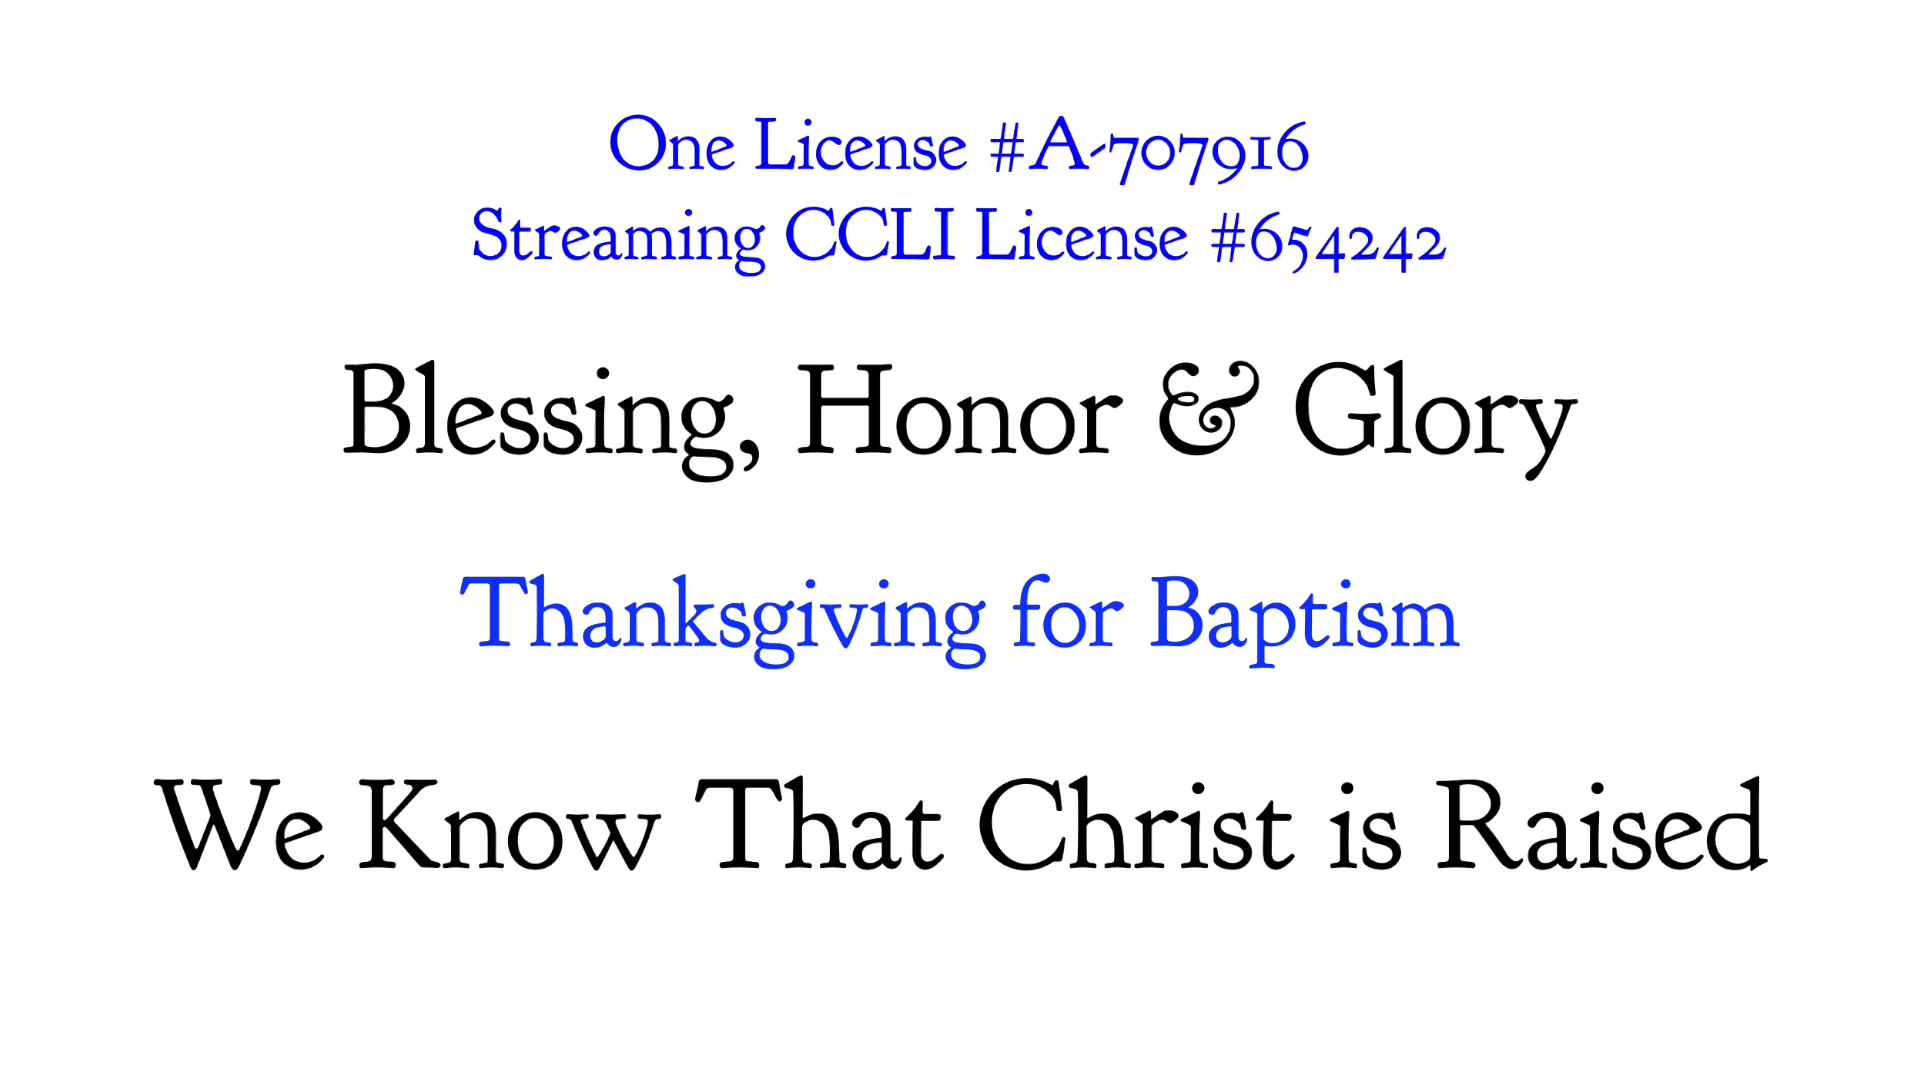 One License #A-707916
Streaming CCLI License #654242
Blessing, Honor & Glory
Thanksgiving for Baptism
We Know That Christ is Raised